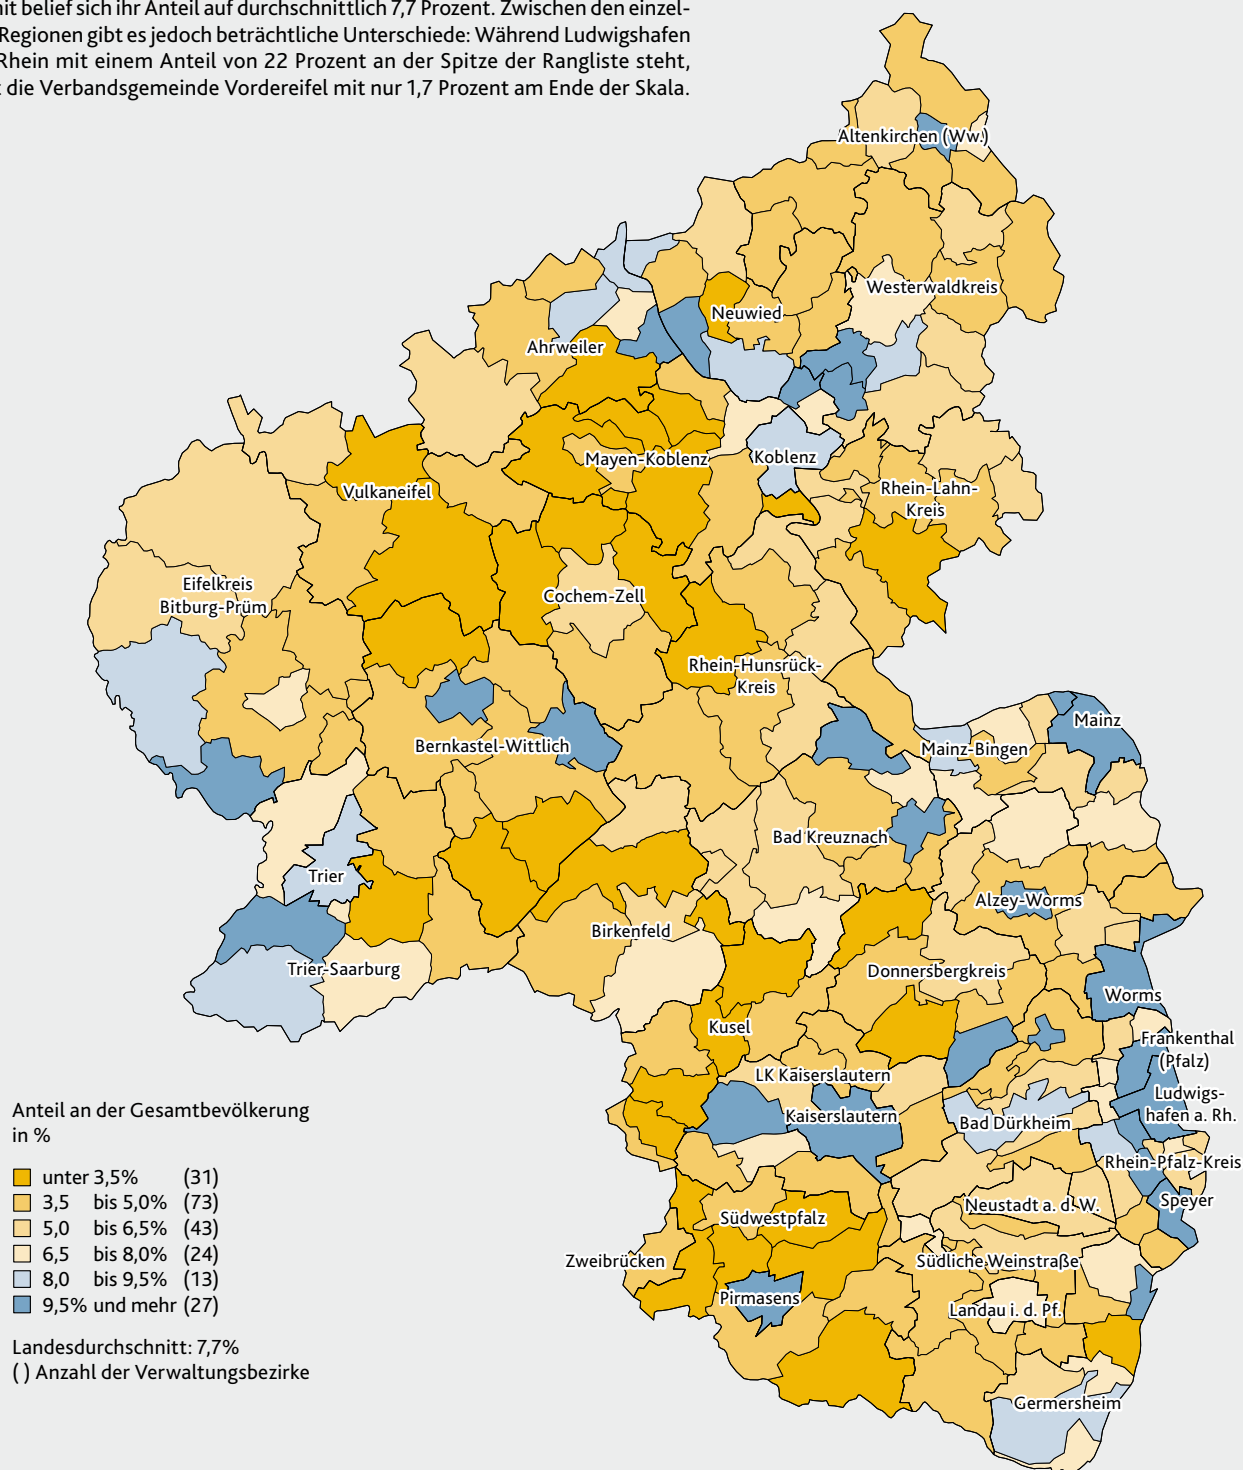 it belief sich ihr Anteil auf durchschnittlich 7,7 Prozent. Zwischen den einzel-
Regionen gibt es jedoch beträchtliche Unterschiede: Während Ludwigshafen
Rhein mit einem Anteil von 22 Prozent an der Spitze der Rangliste steht,
die Verbandsgemeinde Vordereifel mit nur 1,7 Prozent am Ende der Skala.
Altenkirchen (Ww.)
Westerwaldkreis
Neuwied
Ahrweiler
Mayen-Koblenz
Koblenz
Vulkaneifel
Rhein-Lahn-
Kreis
Eifelkreis
Bitburg-Prüm
Cochem-Zell
Rhein-Hunsrück-
Kreis
Mainz
Bernkastel-Wittlich
Mainz-Bingen
Bad Kreuznach
Trier
Alzey-Worms
Birkenfeld
Trier-Saarburg
Donnersbergkreis
Worms
Kusel
Frankenthal
(Pfalz)
LK Kaiserslautern
Ludwigs-
hafen a. Rh.
Kaiserslautern
Bad Dürkheim
Rhein-Pfalz-Kreis
Speyer
Neustadt a. d. W.
Südwestpfalz
Zweibrücken
Südliche Weinstraße
Pirmasens
Landau i. d. Pf.
Germersheim
Anteil an der Gesamtbevölkerung
in %
unter 3,5% (31)
3,5 bis 5,0% (73)
5,0 bis 6,5% (43)
6,5 bis 8,0% (24)
8,0 bis 9,5% (13)
9,5% und mehr (27)
Landesdurchschnitt: 7,7%
( ) Anzahl der Verwaltungsbezirke